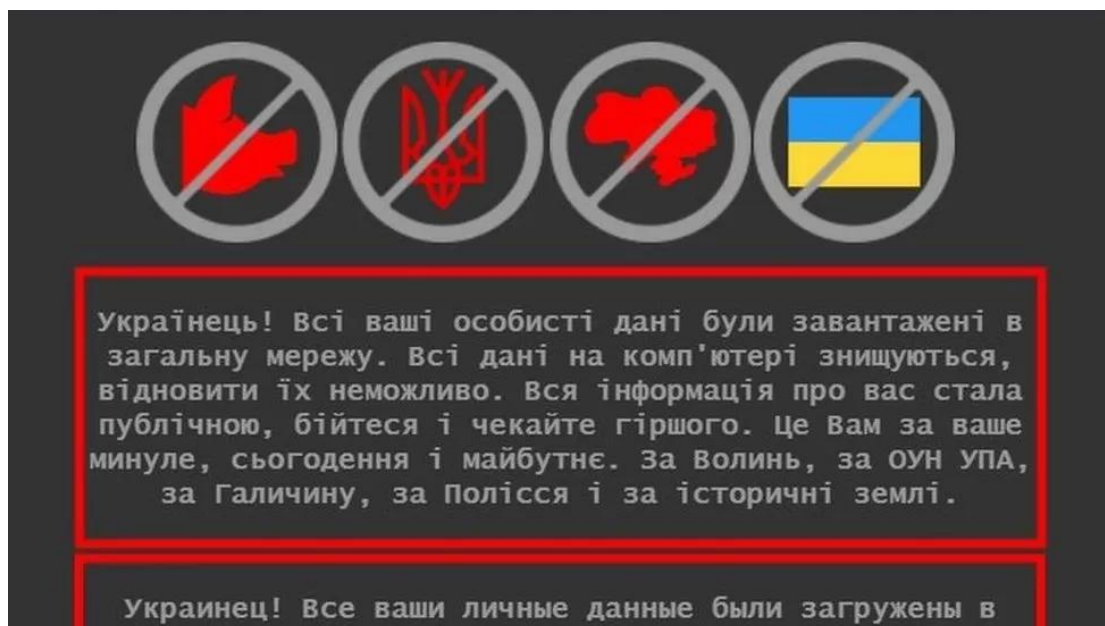 Українець! Всі ваші особисті дані були завантажені в
загальну мережу. Всі дані на комп'ютері знищуються,
відновити їх неможливо. Вся інформація про вас стала
публічною, бійтеся і чекайте гіршого. Це Вам за ваше
минуле, сьогодення і майбутнє. За Волинь, за ОУН УПА,
за Галичину, за Полісся і за історичні землі.
Украинец! Все ваши личные данные были загружены в